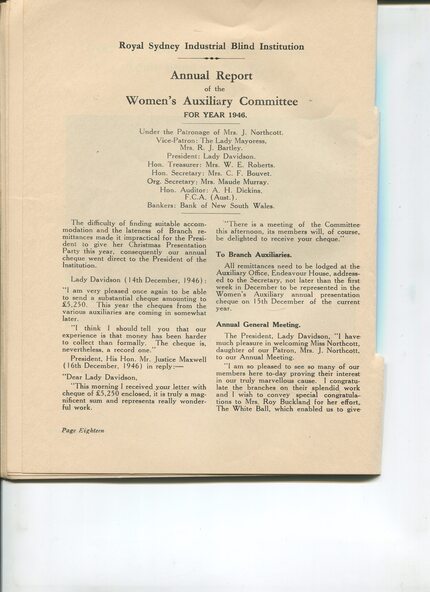 Royal Sydney Industrial Blind Institution
Annual Report
of the
Women's Auxiliary Committee
FOR YEAR 1946.
Under the Patronage of Mrs. J. Northcott.
Vice-Patron: The Lady Mayoress,
Mrs. R. J. Bartley.
President: Lady Davidson.
Hon. Treasurer: Mrs. W. E. Roberts.
Hon. Secretary: Mrs. C. F. Bouvet.
Org. Secretary: Mrs. Maude Murray.
Hon. Auditor: A. H. Dickins,
F.C.A. (Aust.).
Bankers: Bank of New South Wales.
The difficulty of finding suitable accom-
modation and the lateness of Branch re-
mittances made it impractical for the Presi-
dent to give her Christmas Presentation
Party this year, consequently our annual
cheque went direct to the President of the
Institution.
Lady Davidson (14th December, 1946):
"I am very pleased once again to be able
to send a substantial cheque amounting to
£5,250. This year the cheques from the
various auxiliaries are coming in somewhat
later.
"I think I should tell you that our
experience is that money has been harder
to collect than formally. The cheque is,
nevertheless, a record one."
President, His Hon. Mr. Justice Maxwell
(16th December, 1946) in reply:—
"Dear Lady Davidson,
"This morning I received your letter with
cheque of £5,250 enclosed, it is truly a mag-
nificent sum and represents really wonder-
ful work.
"There is a meeting of the Committee
this afternoon, its members will, of course,
be delighted to receive your cheque."
To Branch Auxiliaries.
All remittances need to be lodged at the
Auxiliary Office, Endeavour House, address-
ed to the Secretary, not later than the first
week in December to be represented in the
Women's Auxiliary annual presentation
cheque on 15th December of the current
year.
Annual General Meeting.
The President, Lady Davidson, "I have
much pleasure in welcoming Miss Northcott,
daughter of our Patron, Mrs. J. Northcott,
to our Annual Meeting.
"I am so pleased to see so many of our
members here to-day proving their interest
in our truly marvellous cause. I congratu-
late the branches on their splendid work
and I wish to convey special congratula-
tions to Mrs. Roy Buckland for her effort,
The White Ball, which enabled us to give
Page Eighteen